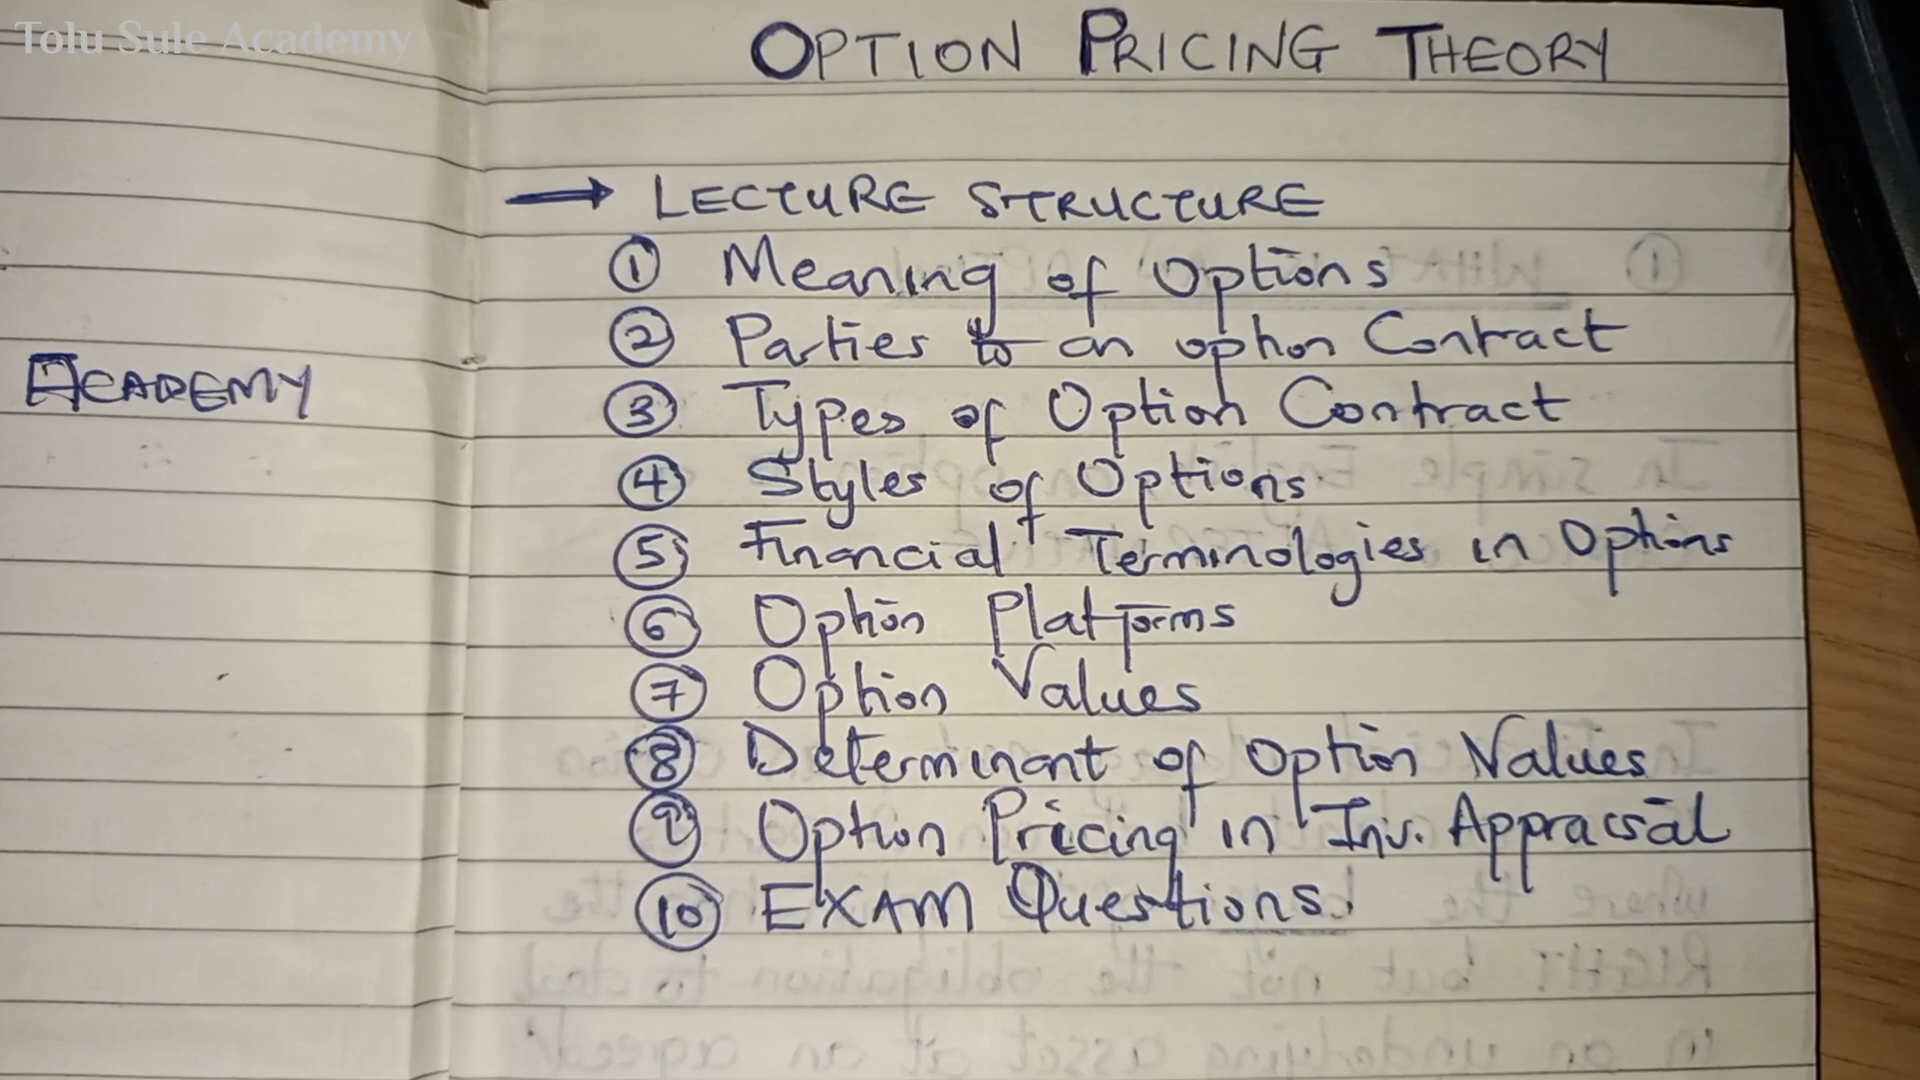 Tolu Sule Academy
OPTION PRICING THEORY
→ LECTURE STRUCTURE
① Meaning of Options
② Parties to an option Contract
③ Types of Option Contract
④ Styles of Options
⑤ Financial Terminologies in Options
⑥ Option Platforms
⑦ Option Values
⑧ Determinant of Option Values
⑨ Option Pricing in Inv. Appraisal
⑩ EXAM Questions.
ACADEMY